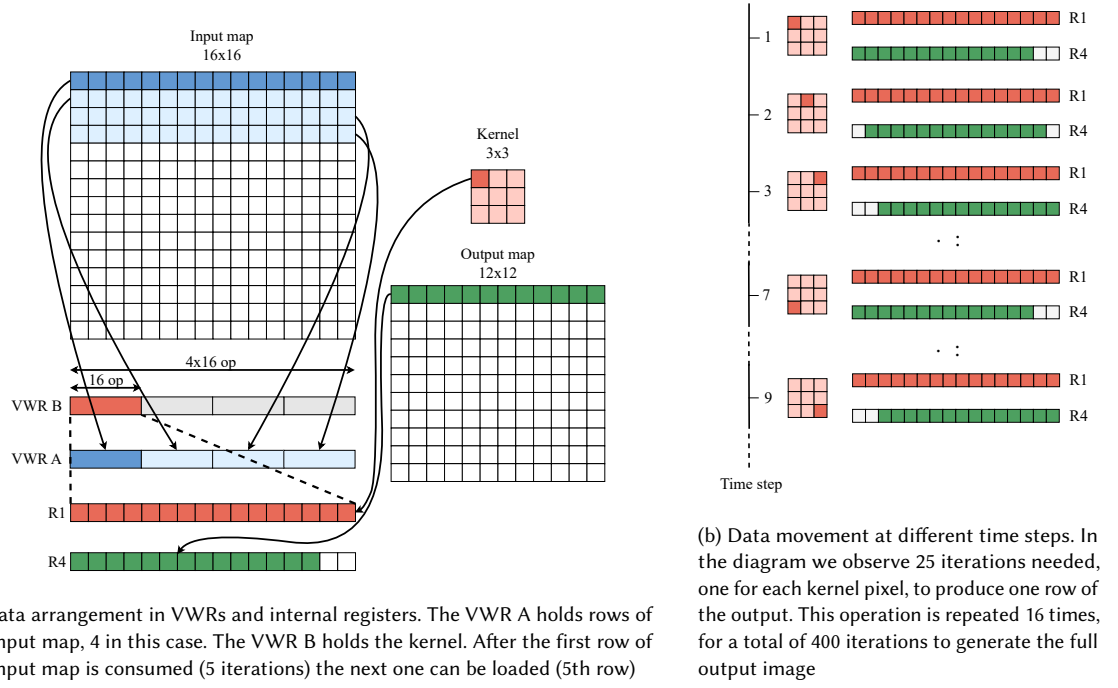 Input map
16x16
Kernel
3x3
Output map
12x12
4x16 op
16 op
VWR B
VWR A
R1
R4
ata arrangement in VWRs and internal registers. The VWR A holds rows of
nput map, 4 in this case. The VWR B holds the kernel. After the first row of
nput map is consumed (5 iterations) the next one can be loaded (5th row)
1
R1
R4
2
R1
R4
3
R1
R4
. :
7
R1
R4
. :
9
R1
R4
Time step
(b) Data movement at different time steps. In
the diagram we observe 25 iterations needed,
one for each kernel pixel, to produce one row of
the output. This operation is repeated 16 times,
for a total of 400 iterations to generate the full
output image